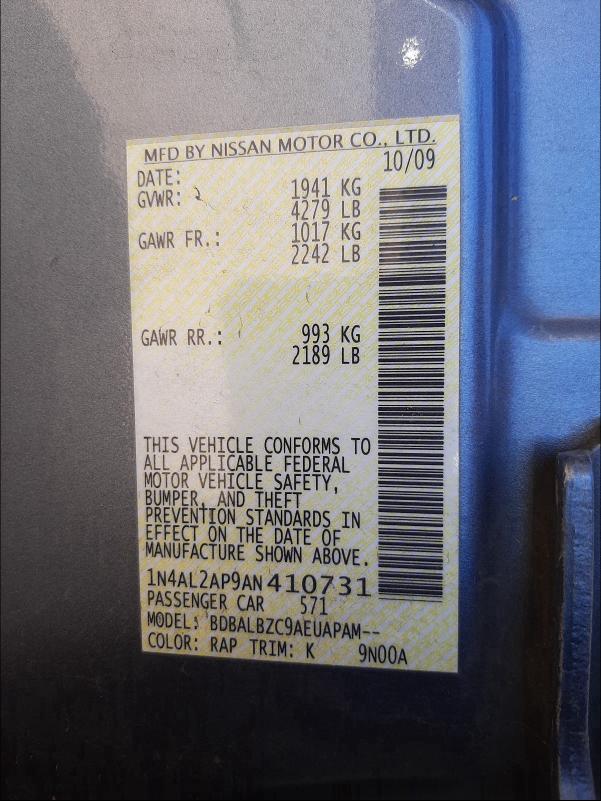 MFD BY NISSAN MOTOR CO., LTD.
DATE: 10/09
GVWR: 1941 KG
4279 LB
GAWR FR.: 1017 KG
2242 LB
GAWR RR.: 993 KG
2189 LB
THIS VEHICLE CONFORMS TO
ALL APPLICABLE FEDERAL
MOTOR VEHICLE SAFETY,
BUMPER, AND THEFT
PREVENTION STANDARDS IN
EFFECT ON THE DATE OF
MANUFACTURE SHOWN ABOVE.
1N4AL2AP9AN410731
PASSENGER CAR 571
MODEL: BDBALBZC9AEUAPAM--
COLOR: RAP TRIM: K 9N00A